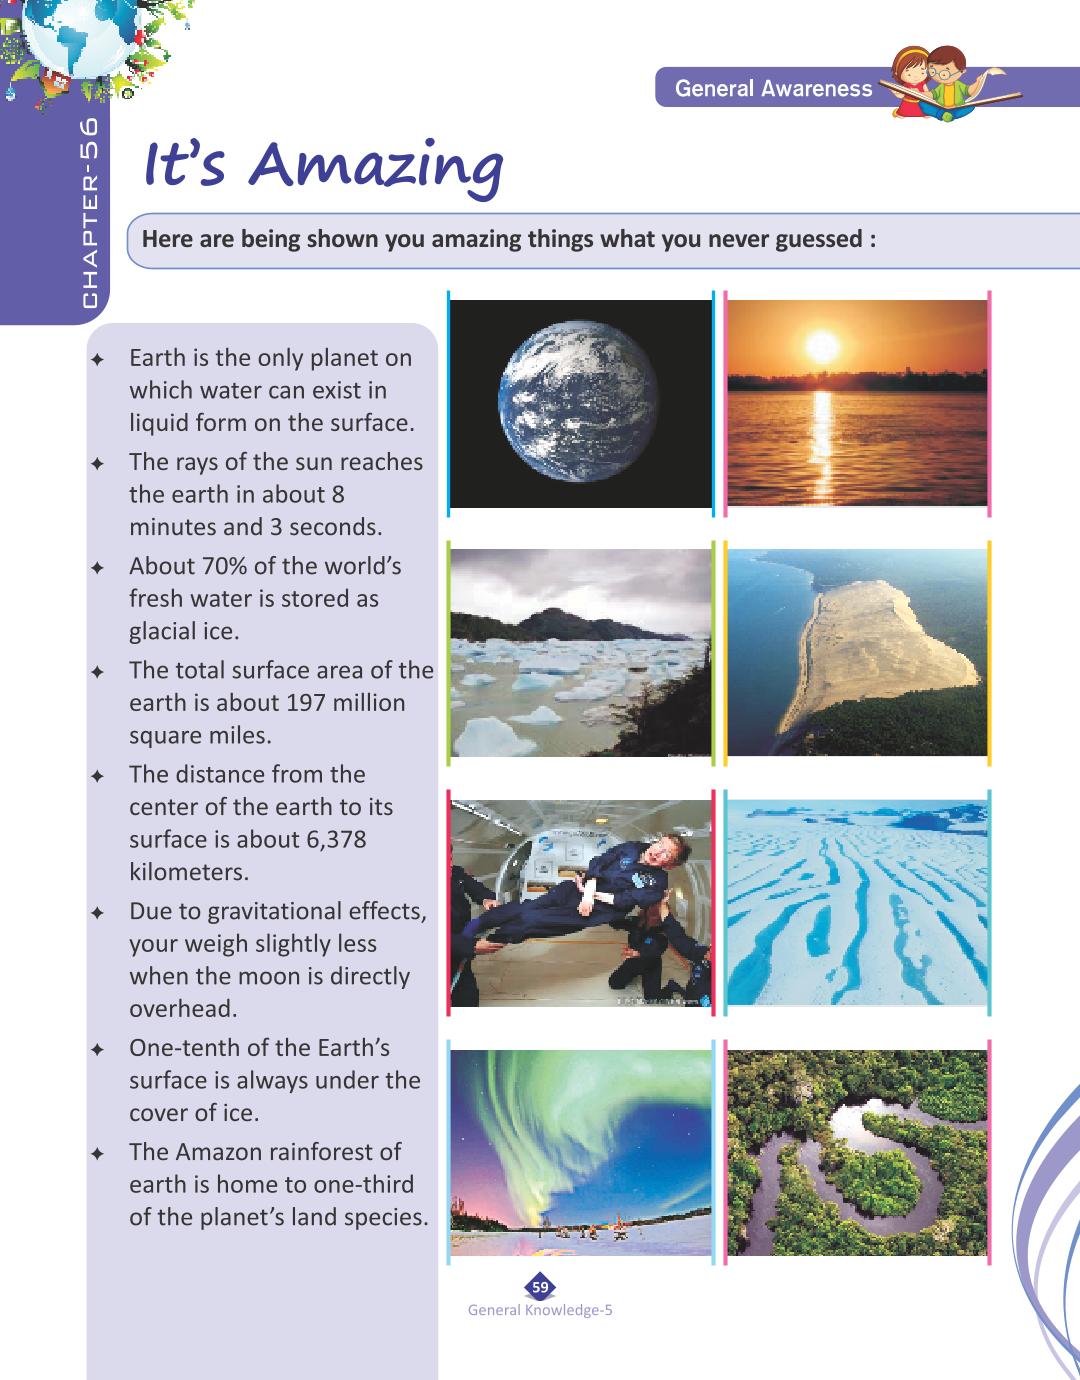 General Awareness
CHAPTER-56
It's Amazing
Here are being shown you amazing things what you never guessed :
✦ Earth is the only planet on
which water can exist in
liquid form on the surface.
✦ The rays of the sun reaches
the earth in about 8
minutes and 3 seconds.
✦ About 70% of the world's
fresh water is stored as
glacial ice.
✦ The total surface area of the
earth is about 197 million
square miles.
✦ The distance from the
center of the earth to its
surface is about 6,378
kilometers.
✦ Due to gravitational effects,
your weigh slightly less
when the moon is directly
overhead.
✦ One-tenth of the Earth's
surface is always under the
cover of ice.
✦ The Amazon rainforest of
earth is home to one-third
of the planet's land species.
59
General Knowledge-5